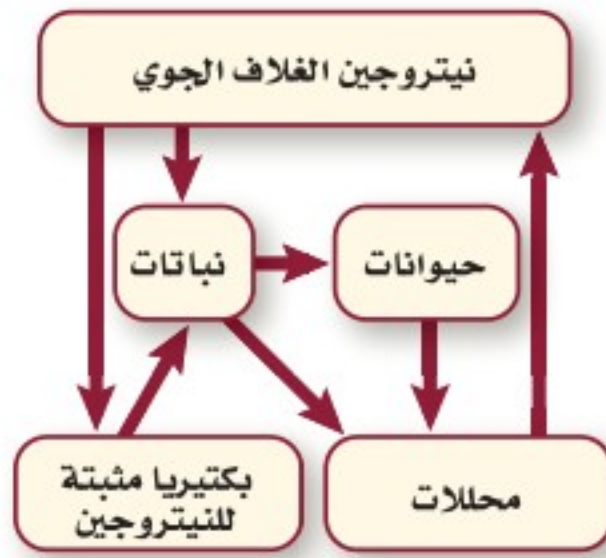 نيتروجين الغلاف الجوي
حيوانات
نباتات
محللات
بكتيريا مثبتة
للنيتروجين